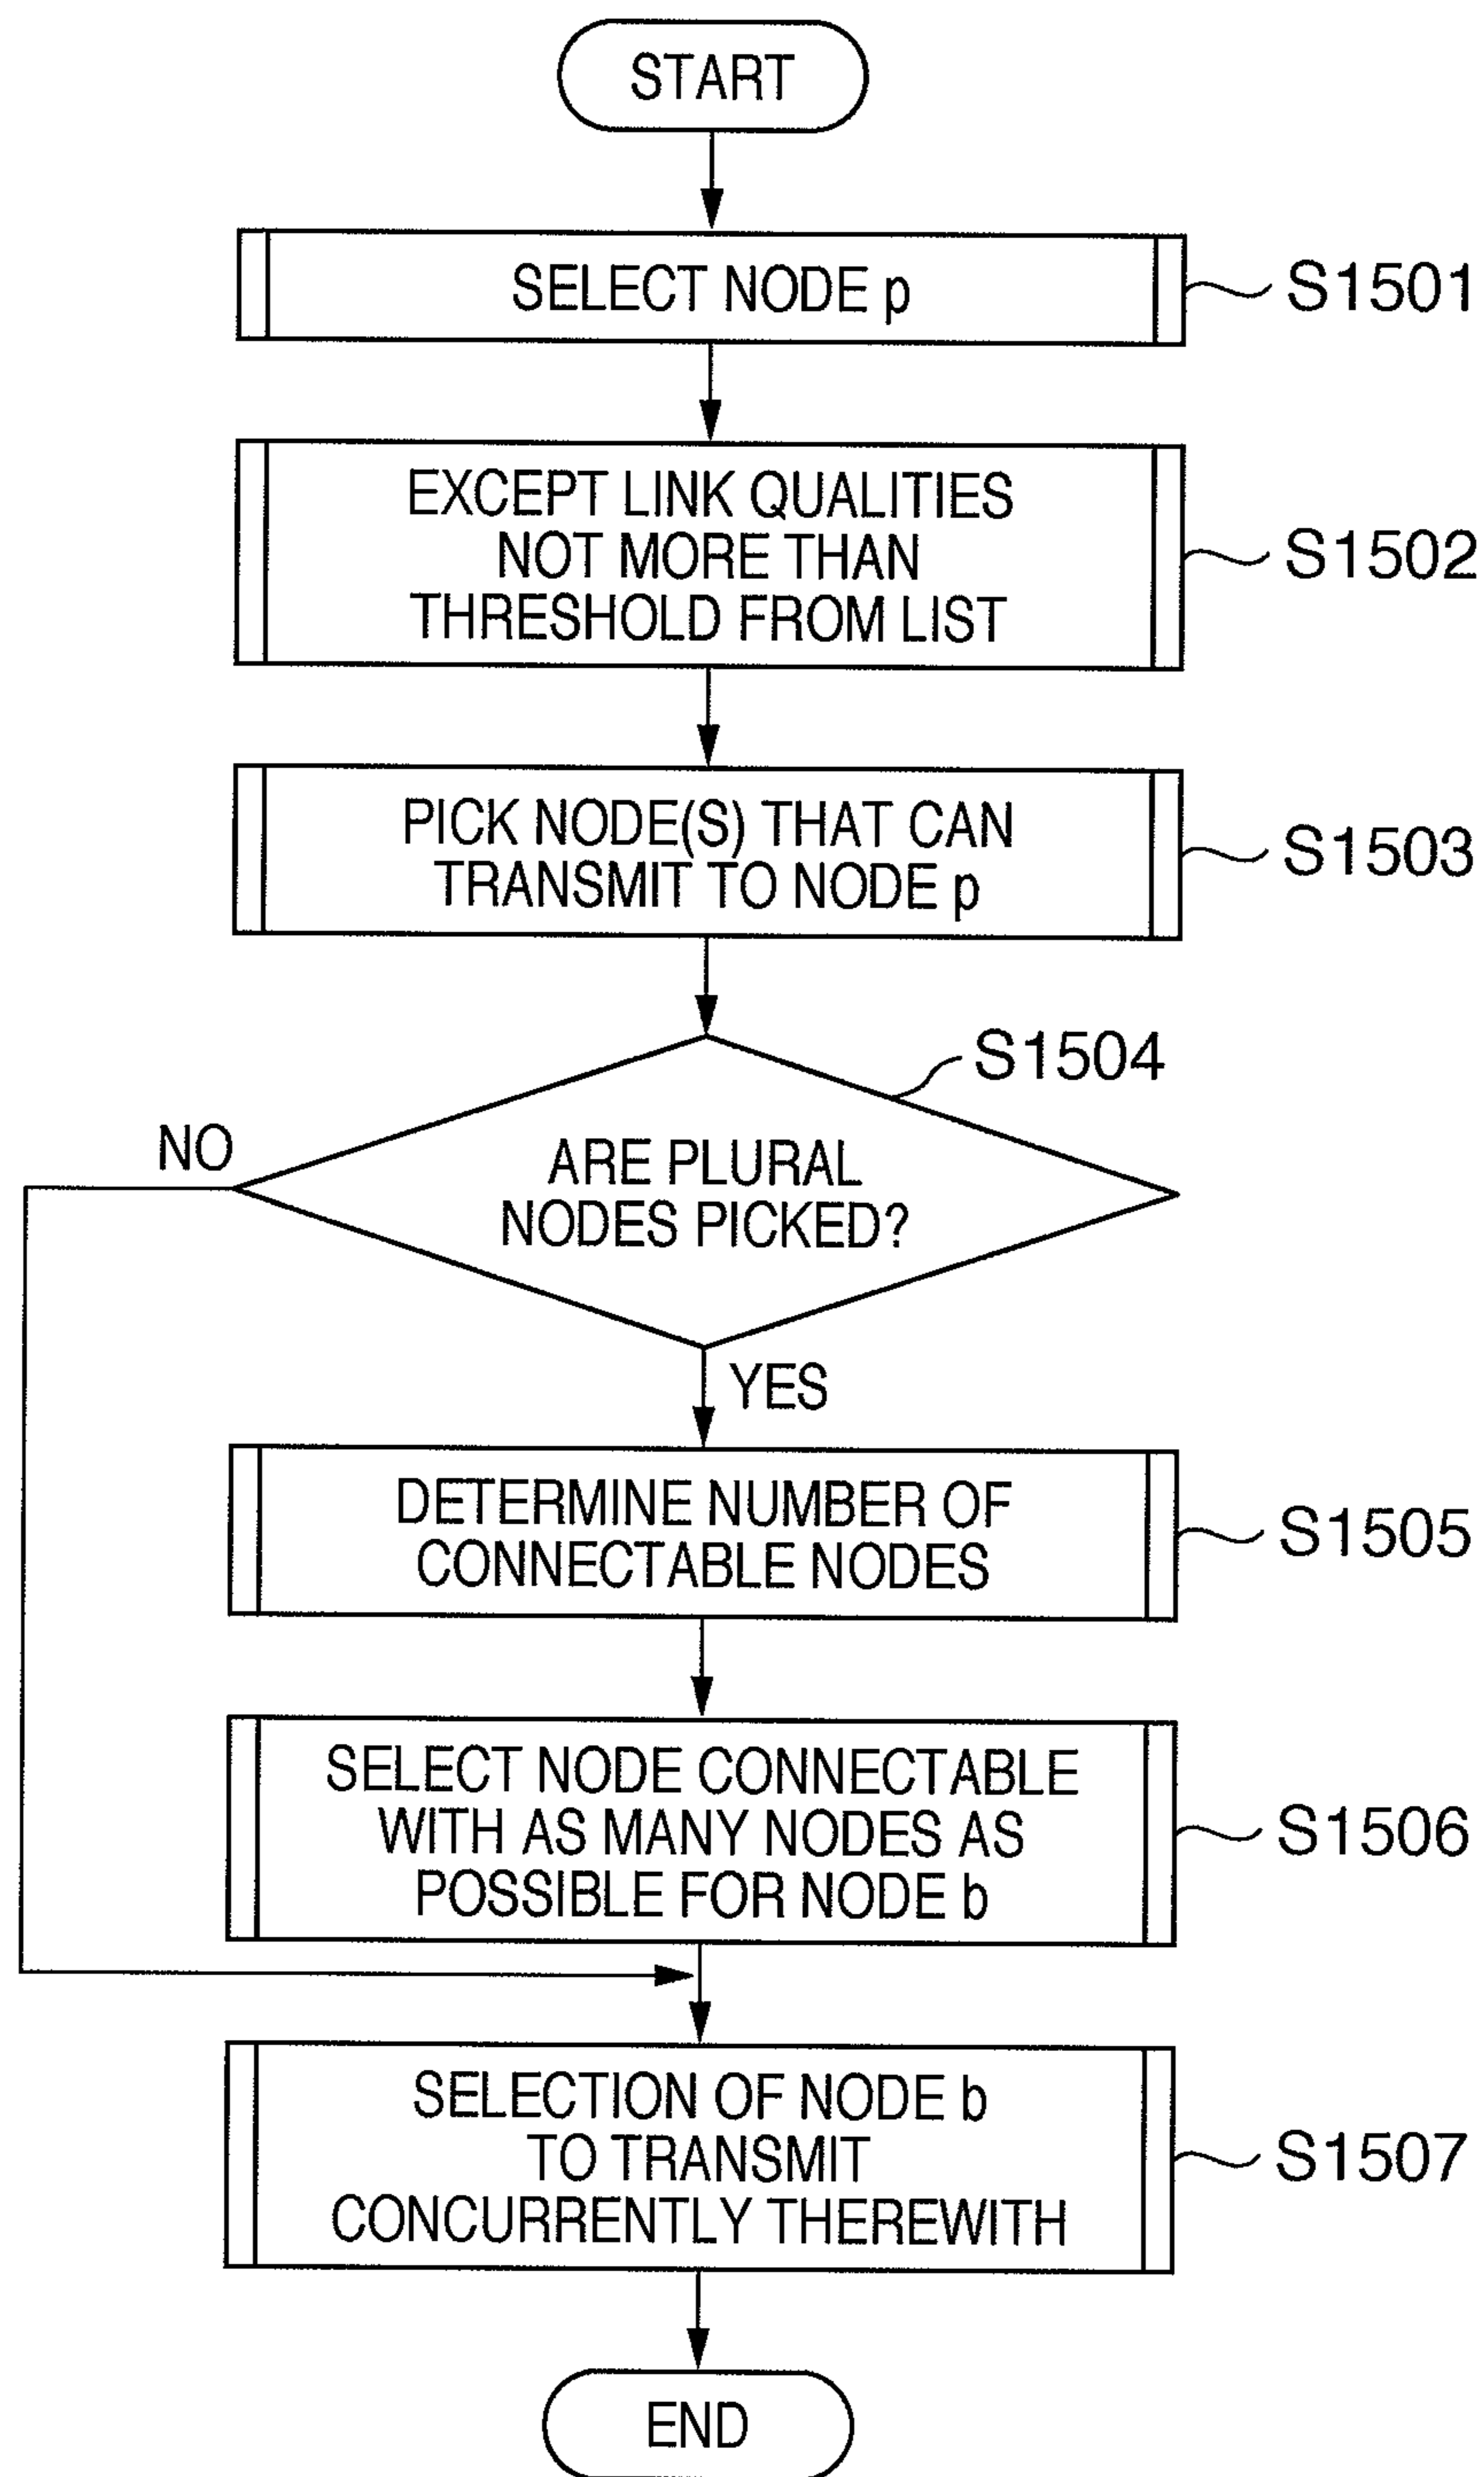 START
SELECT NODE p
S1501
EXCEPT LINK QUALITIES
NOT MORE THAN
THRESHOLD FROM LIST
S1502
PICK NODE(S) THAT CAN
TRANSMIT TO NODE p
S1503
S1504
NO
ARE PLURAL
NODES PICKED?
YES
DETERMINE NUMBER OF
CONNECTABLE NODES
S1505
SELECT NODE CONNECTABLE
WITH AS MANY NODES AS
POSSIBLE FOR NODE b
S1506
SELECTION OF NODE b
TO TRANSMIT
CONCURRENTLY THEREWITH
S1507
END